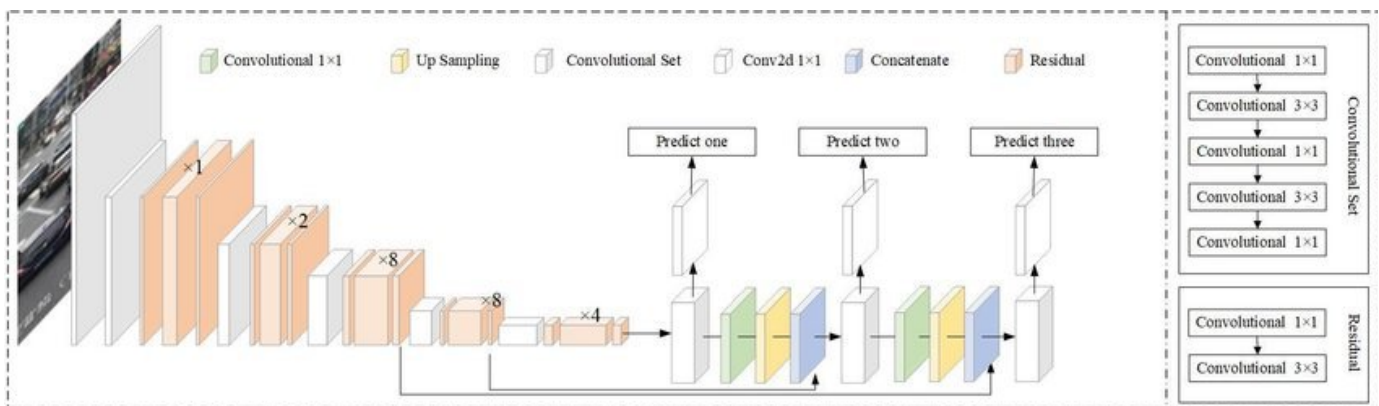 Convolutional 1×1
Up Sampling
Convolutional Set
Conv2d 1×1
Concatenate
Residual
×1
×2
×8
×8
×4
Predict one
Predict two
Predict three
Convolutional 1×1
Convolutional 3×3
Convolutional 1×1
Convolutional 3×3
Convolutional 1×1
Convolutional Set
Convolutional 1×1
Convolutional 3×3
Residual